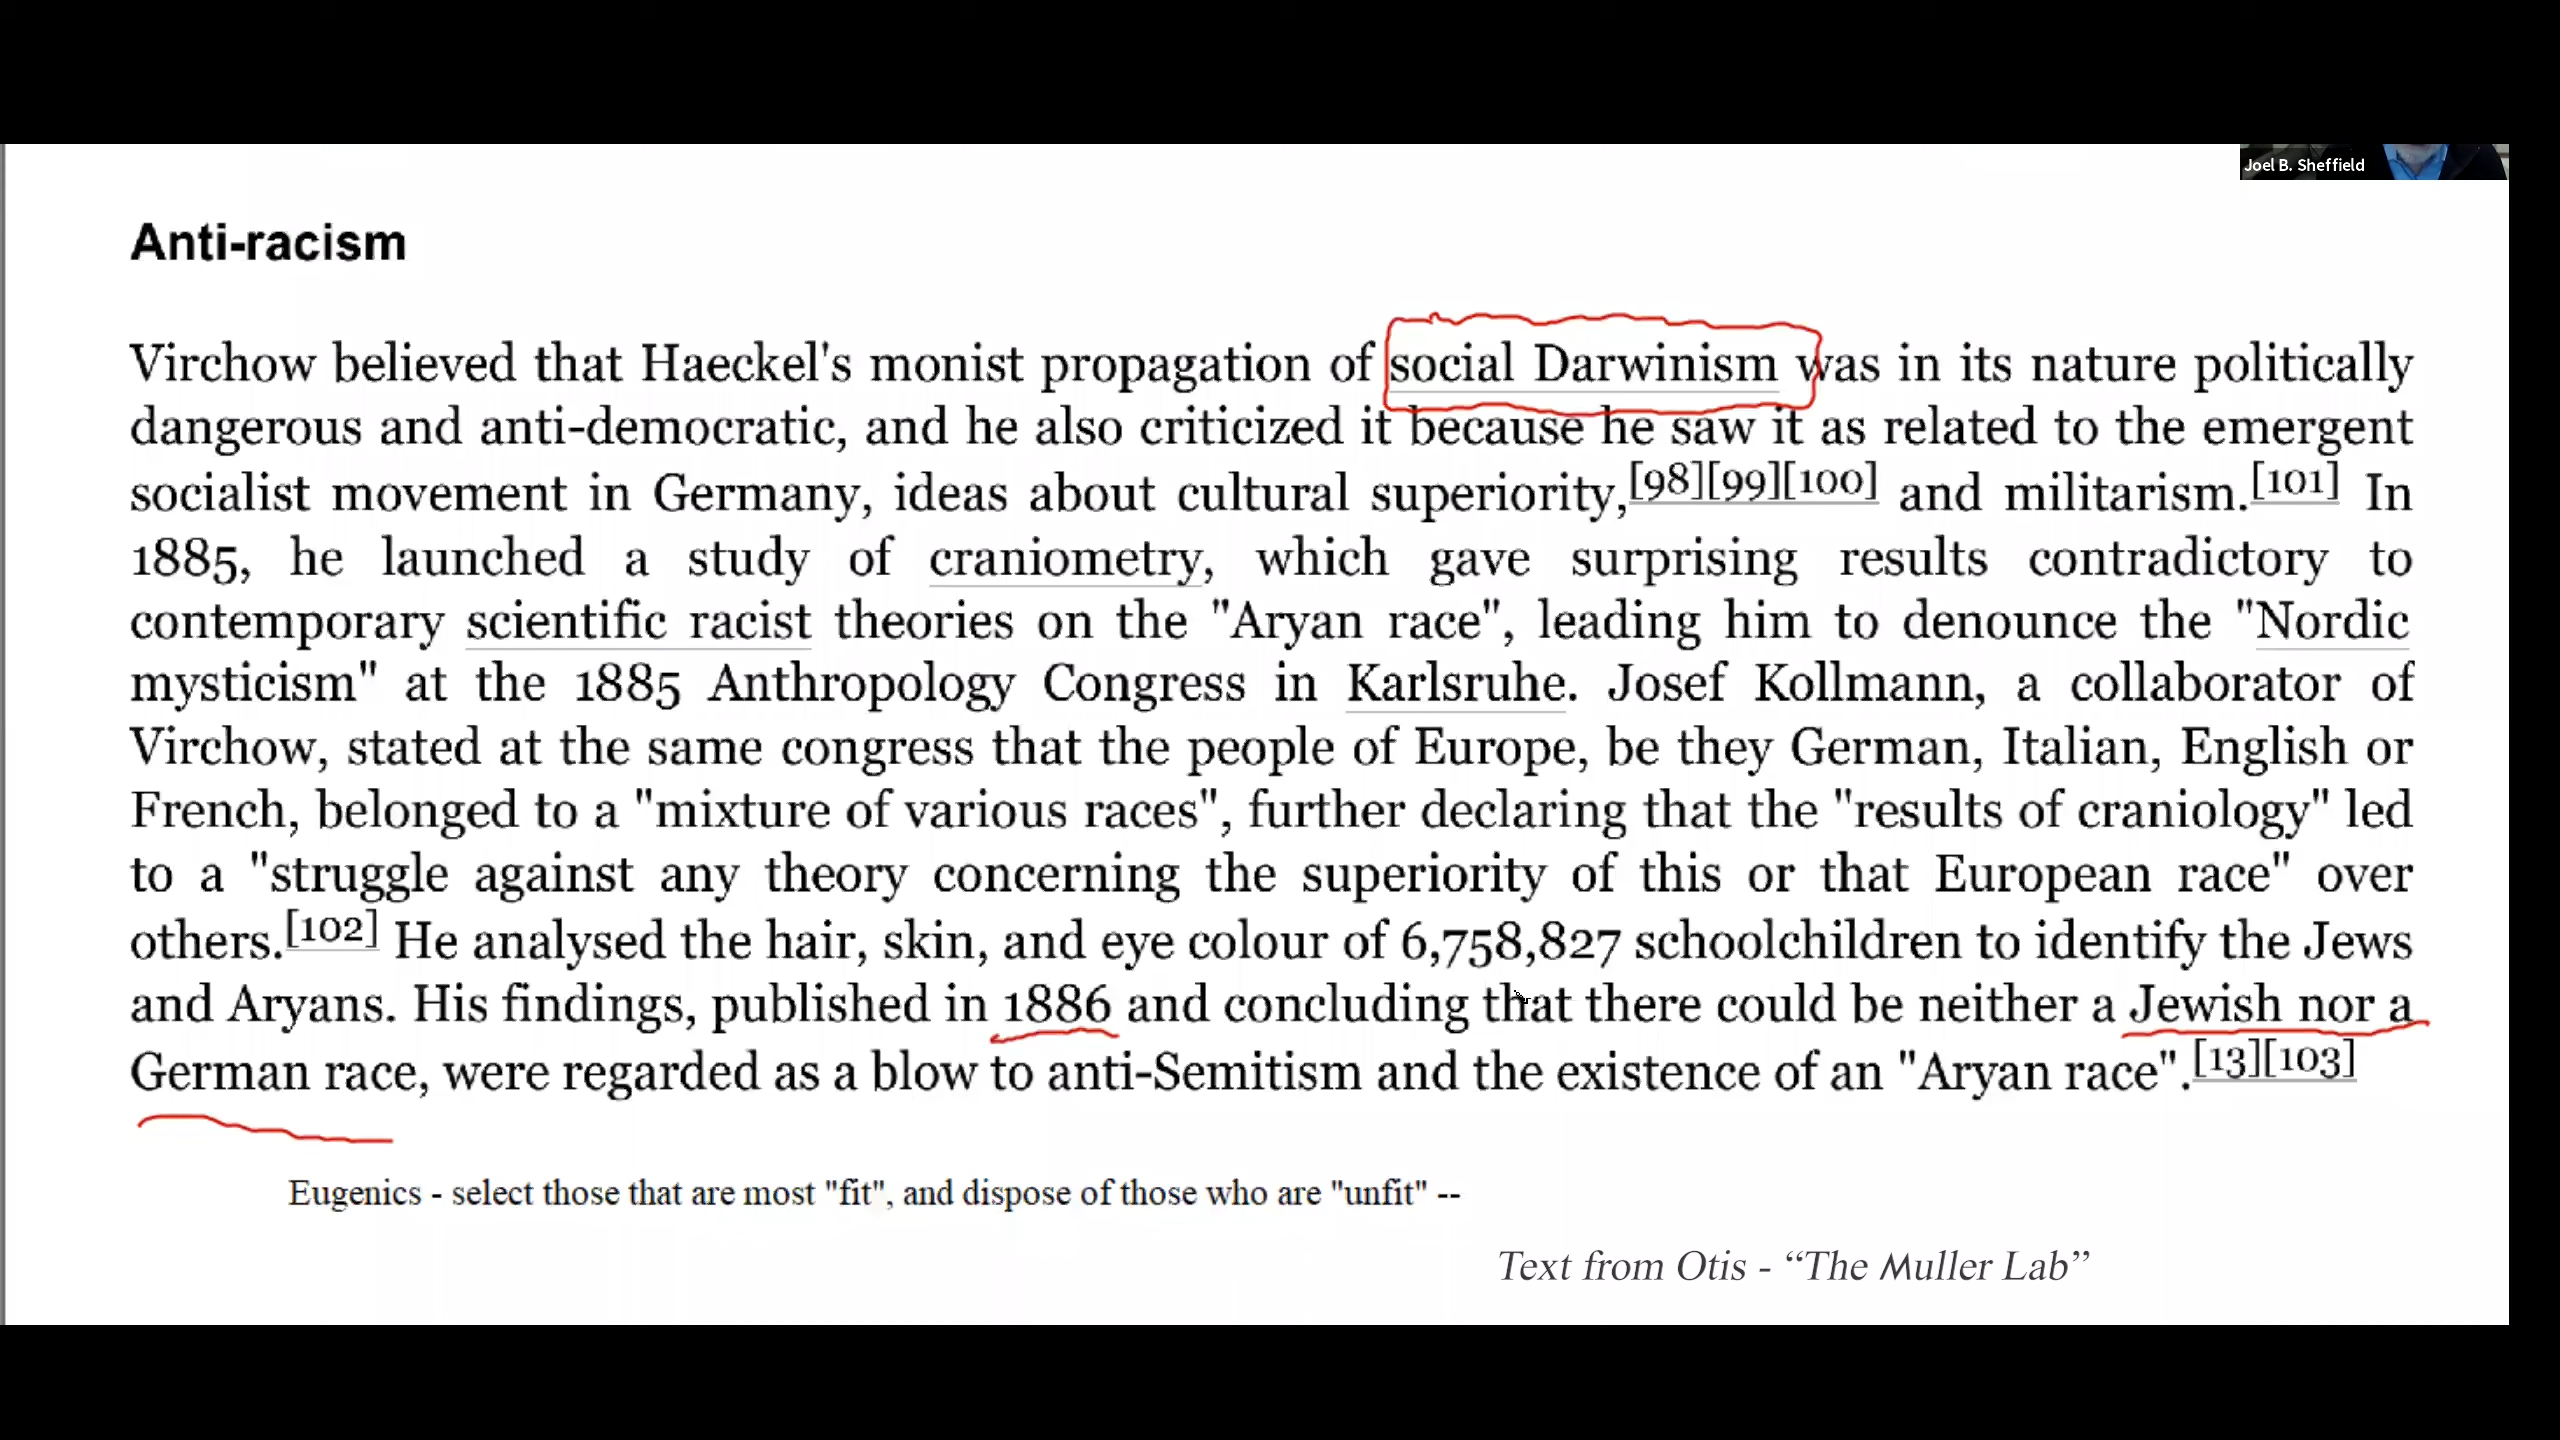 Joel B. Sheffield
Anti-racism
Virchow believed that Haeckel's monist propagation of social Darwinism was in its nature politically
dangerous and anti-democratic, and he also criticized it because he saw it as related to the emergent
socialist movement in Germany, ideas about cultural superiority,[98][99][100] and militarism.[101] In
1885, he launched a study of craniometry, which gave surprising results contradictory to
contemporary scientific racist theories on the "Aryan race", leading him to denounce the "Nordic
mysticism" at the 1885 Anthropology Congress in Karlsruhe. Josef Kollmann, a collaborator of
Virchow, stated at the same congress that the people of Europe, be they German, Italian, English or
French, belonged to a "mixture of various races", further declaring that the "results of craniology" led
to a "struggle against any theory concerning the superiority of this or that European race" over
others.[102] He analysed the hair, skin, and eye colour of 6,758,827 schoolchildren to identify the Jews
and Aryans. His findings, published in 1886 and concluding that there could be neither a Jewish nor a
German race, were regarded as a blow to anti-Semitism and the existence of an "Aryan race".[13][103]
Eugenics - select those that are most "fit", and dispose of those who are "unfit" --
Text from Otis - “The Muller Lab”